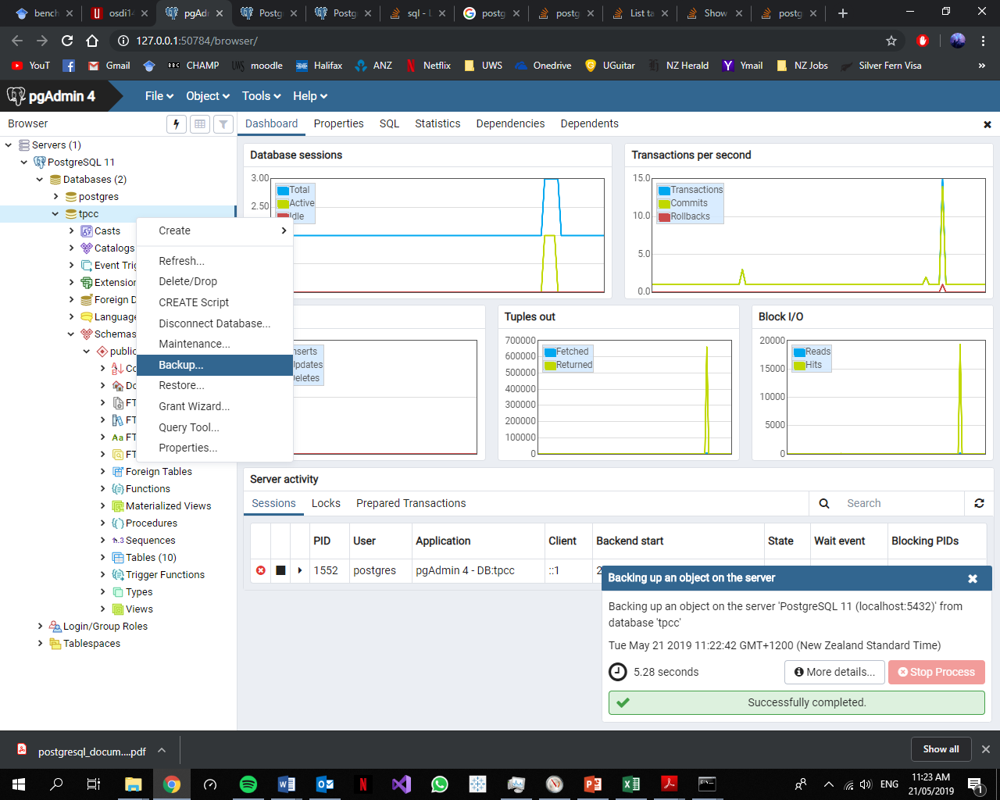 bench
osdi14
pgAdm
Postg
Postg
sql - L
postg
postg
List ta
Show
postg
127.0.0.1:50784/browser/
YouT
Gmail
BBC CHAMP
UWS moodle
Halifax
ANZ
Netflix
UWS
Onedrive
UGuitar
NZ Herald
Ymail
NZ Jobs
Silver Fern Visa
»
pgAdmin 4
File
Object
Tools
Help
Browser
Dashboard
Properties
SQL
Statistics
Dependencies
Dependents
Servers (1)
PostgreSQL 11
Databases (2)
postgres
tpcc
Casts
Catalogs
Event Trig
Extension
Foreign D
Language
Schemas
public
Co
Do
FT
FT
Aa FT
FT
Foreign Tables
Functions
Materialized Views
Procedures
1..3 Sequences
Tables (10)
Trigger Functions
Types
Views
Login/Group Roles
Tablespaces
Create
Refresh...
Delete/Drop
CREATE Script
Disconnect Database...
Maintenance...
Backup...
Restore...
Grant Wizard...
Query Tool...
Properties...
Database sessions
3.00
2.50
Total
Active
Idle
Transactions per second
15.0
10.0
5.0
0.0
Transactions
Commits
Rollbacks
nserts
Updates
Deletes
Tuples out
700000
600000
500000
400000
300000
200000
100000
0
Fetched
Returned
Block I/O
20000
15000
10000
5000
0
Reads
Hits
Server activity
Sessions
Locks
Prepared Transactions
Search
PID
User
Application
Client
Backend start
State
Wait event
Blocking PIDs
1552
postgres
pgAdmin 4 - DB:tpcc
::1
2
Backing up an object on the server
Backing up an object on the server 'PostgreSQL 11 (localhost:5432)' from
database 'tpcc'
Tue May 21 2019 11:22:42 GMT+1200 (New Zealand Standard Time)
5.28 seconds
More details...
Stop Process
Successfully completed.
postgresql_docum....pdf
Show all
ENG
11:23 AM
21/05/2019
1